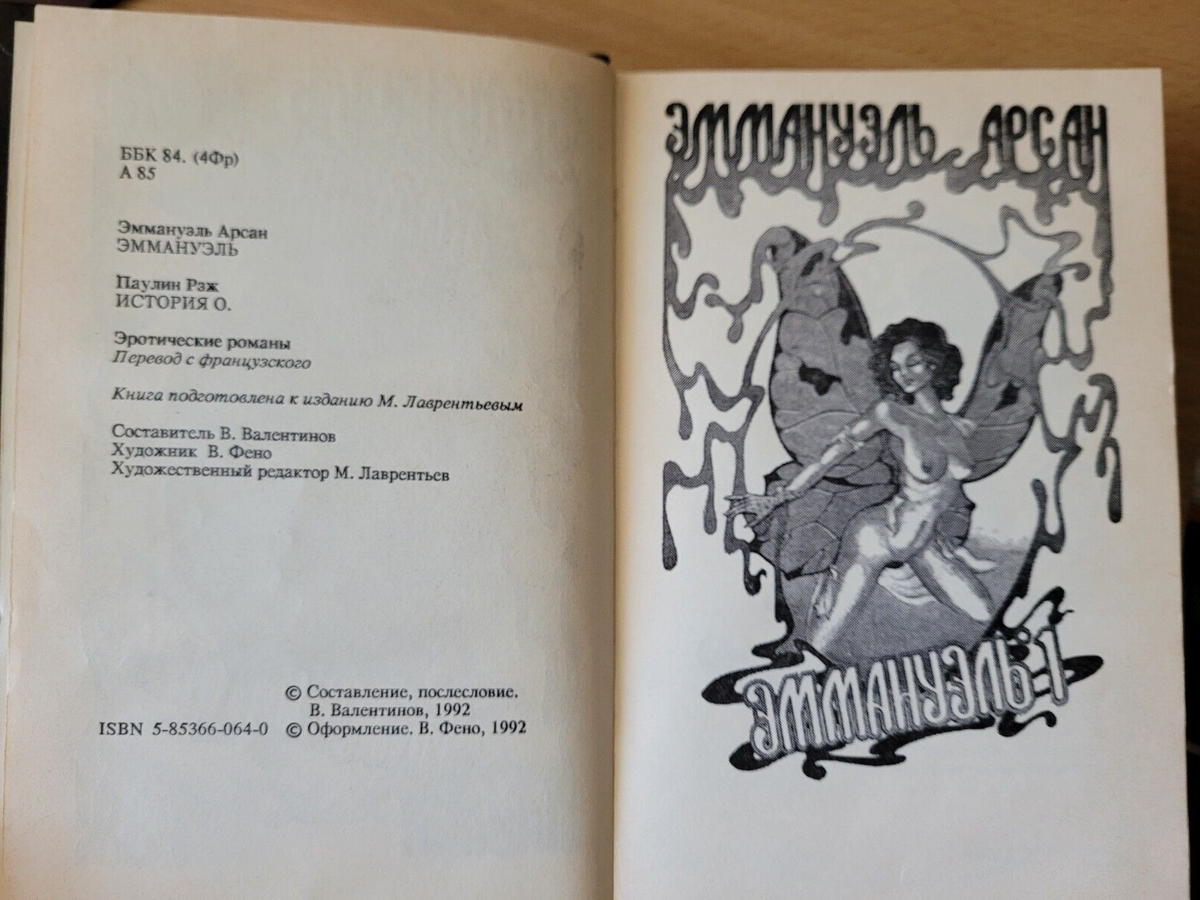 ББК 84. (4Фр)
А 85
Эммануэль Арсан
ЭММАНУЭЛЬ
Паулин Рэж
ИСТОРИЯ О.
Эротические романы
Перевод с французского
Книга подготовлена к изданию М. Лаврентьевым
Составитель В. Валентинов
Художник В. Фено
Художественный редактор М. Лаврентьев
© Составление, послесловие.
В. Валентинов, 1992
ISBN 5-85366-064-0 © Оформление. В. Фено, 1992
ЭММАНУЭЛЬ АРСАН
ЭММАНУЭЛЬ 1